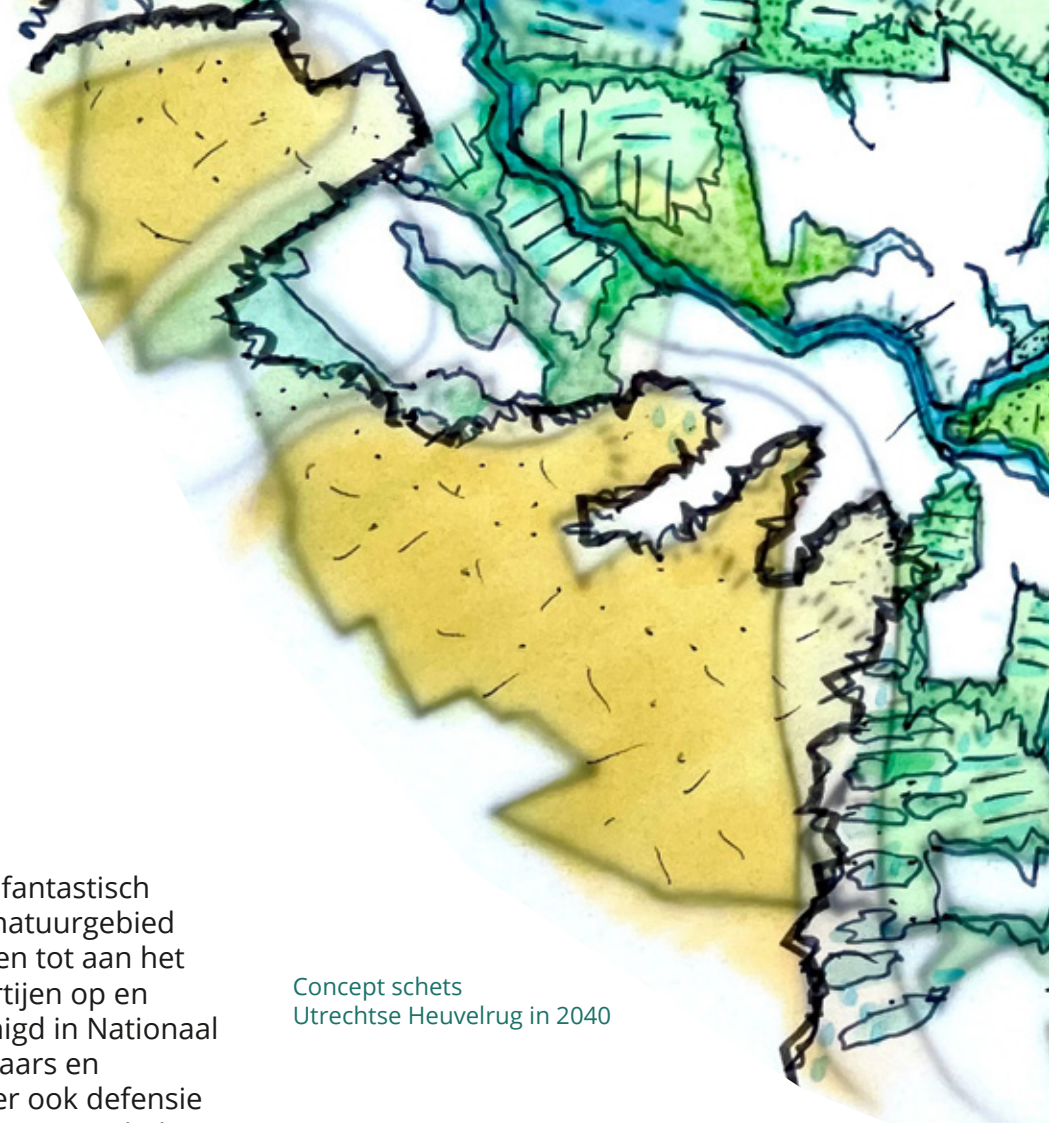 fantastisch
natuurgebied
en tot aan het
rtijen op en
igd in Nationaal
aars en
er ook defensie
Concept schets
Utrechtse Heuvelrug in 2040